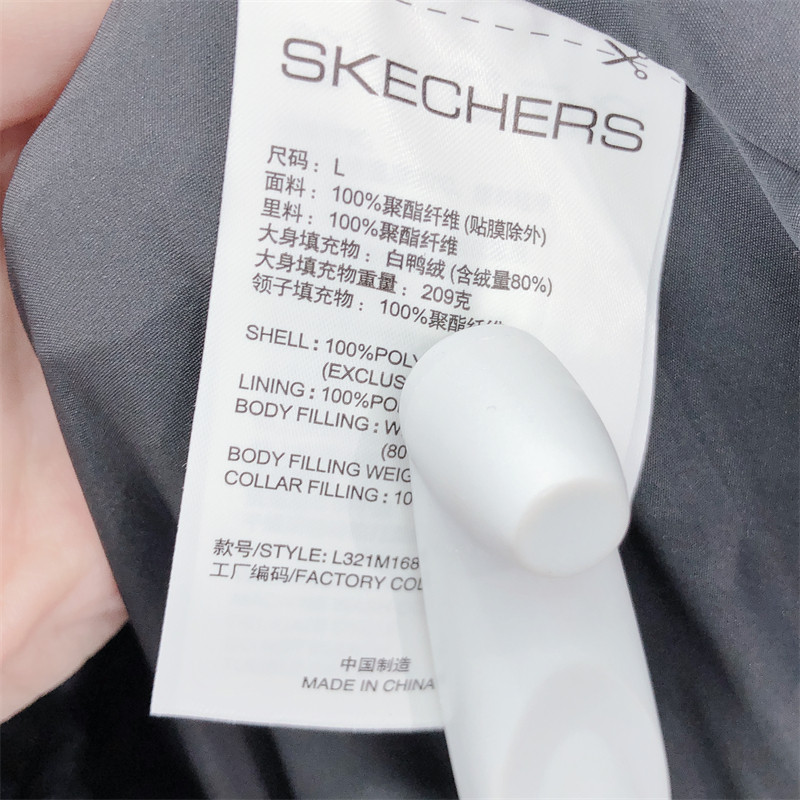 SKECHERS
尺码：L
面料：100%聚酯纤维 (贴膜除外)
里料：100%聚酯纤维
大身填充物：白鸭绒 (含绒量80%)
大身填充物重量：209克
领子填充物：100%聚酯纤维
SHELL : 100%POLY
(EXCLUS
LINING : 100%PO
BODY FILLING : W
(80
BODY FILLING WEIG
COLLAR FILLING : 10
款号/STYLE: L321M168
工厂编码/FACTORY CO
中国制造
MADE IN CHINA